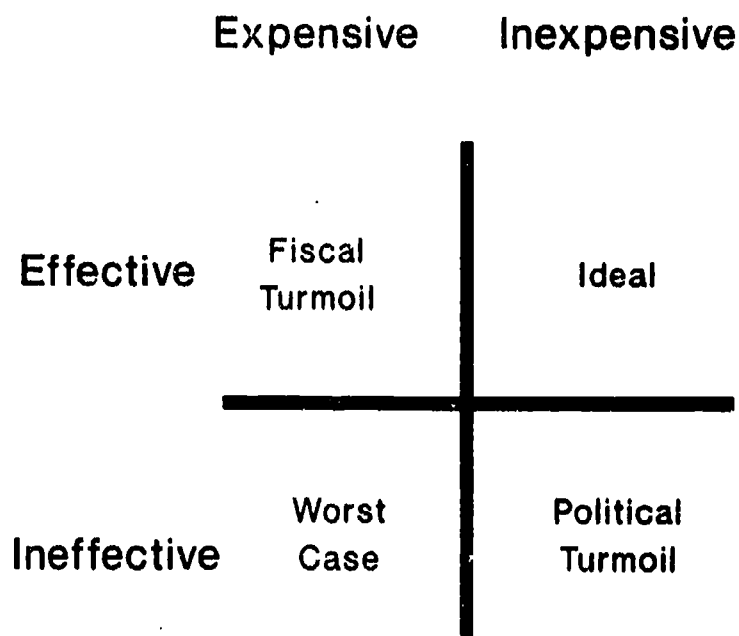 Expensive Inexpensive
Effective
Fiscal
Turmoil
Ideal
Ineffective
Worst
Case
Political
Turmoil